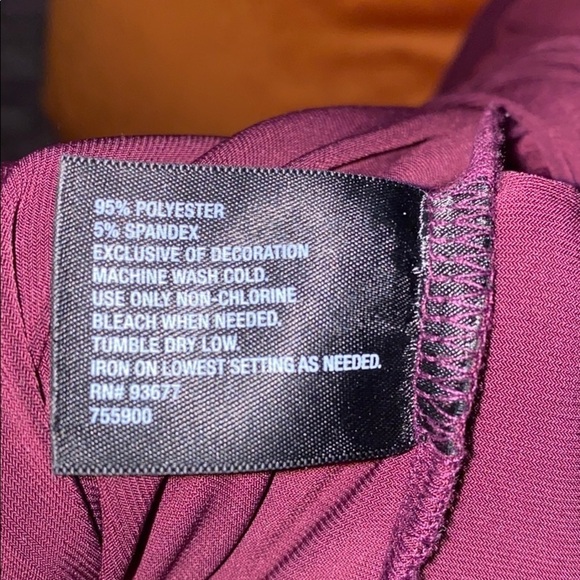 95% POLYESTER
5% SPANDEX
EXCLUSIVE OF DECORATION
MACHINE WASH COLD.
USE ONLY NON-CHLORINE
BLEACH WHEN NEEDED.
TUMBLE DRY LOW.
IRON ON LOWEST SETTING AS NEEDED.
RN# 93677
755900